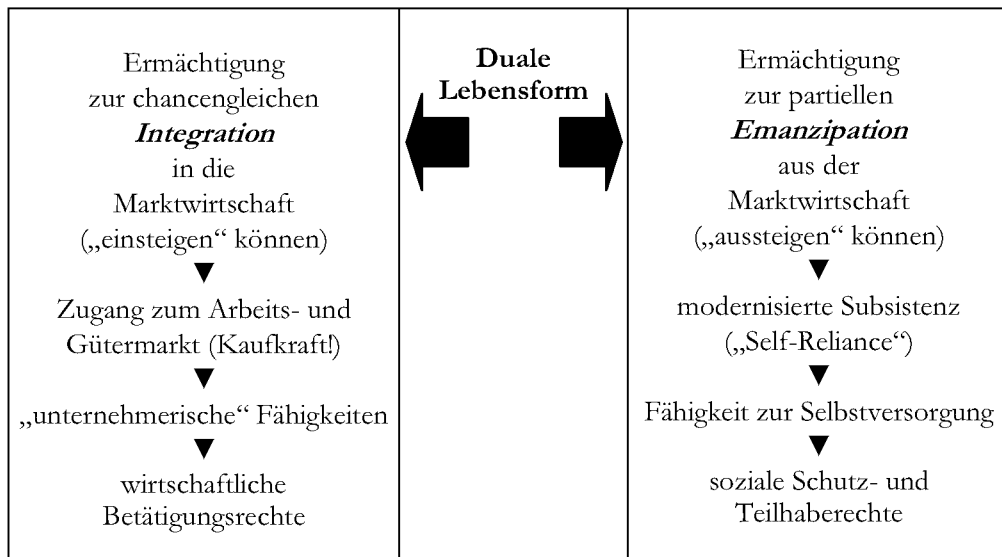 Ermächtigung
zur chancengleichen
Integration
in die
Marktwirtschaft
(„einsteigen“ können)
Zugang zum Arbeits- und
Gütermarkt (Kaufkraft!)
„unternehmerische“ Fähigkeiten
wirtschaftliche
Betätigungsrechte
Duale
Lebensform
Ermächtigung
zur partiellen
Emanzipation
aus der
Marktwirtschaft
(„aussteigen“ können)
modernisierte Subsistenz
(„Self-Reliance“)
Fähigkeit zur Selbstversorgung
soziale Schutz- und
Teilhaberechte